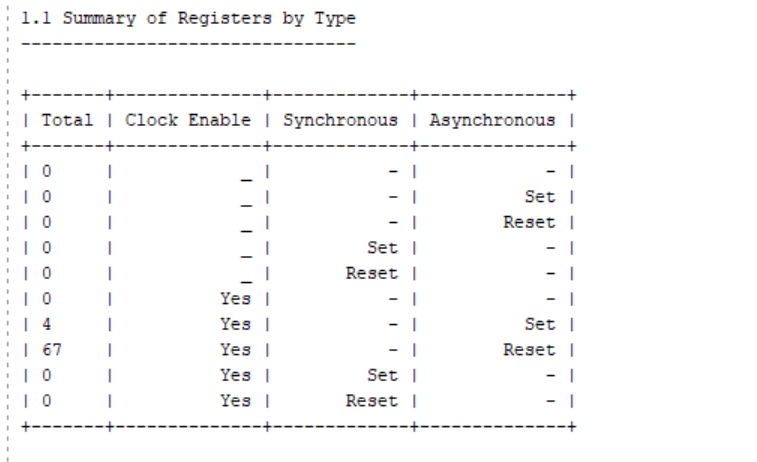 1.1 Summary of Registers by Type
--------------------------------
+-------+--------------+-------------+--------------+
| Total | Clock Enable | Synchronous | Asynchronous |
+-------+--------------+-------------+--------------+
| 0     |            _ |           - |            - |
| 0     |            _ |           - |          Set |
| 0     |            _ |           - |        Reset |
| 0     |            _ |         Set |            - |
| 0     |            _ |       Reset |            - |
| 0     |          Yes |           - |            - |
| 4     |          Yes |           - |          Set |
| 67    |          Yes |           - |        Reset |
| 0     |          Yes |         Set |            - |
| 0     |          Yes |       Reset |            - |
+-------+--------------+-------------+--------------+